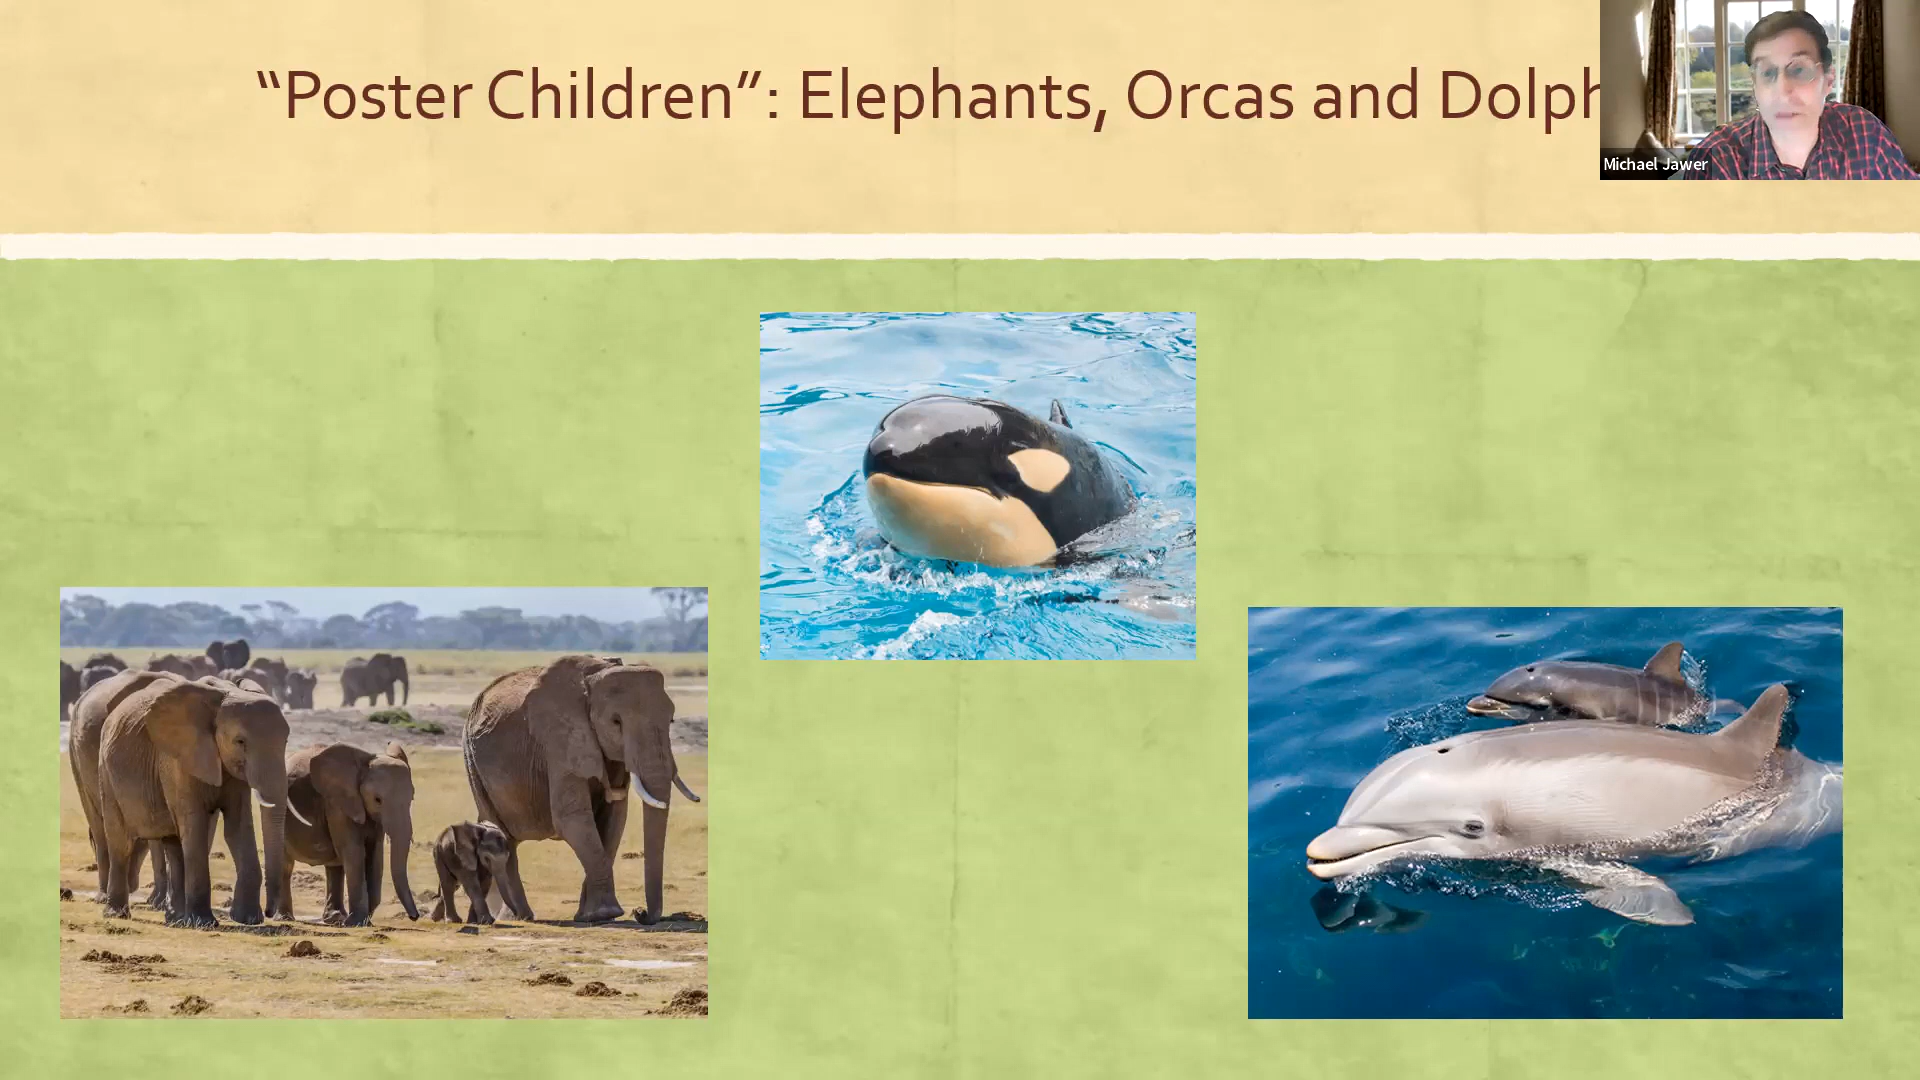 “Poster Children”: Elephants, Orcas and Dolph
Michael Jawer